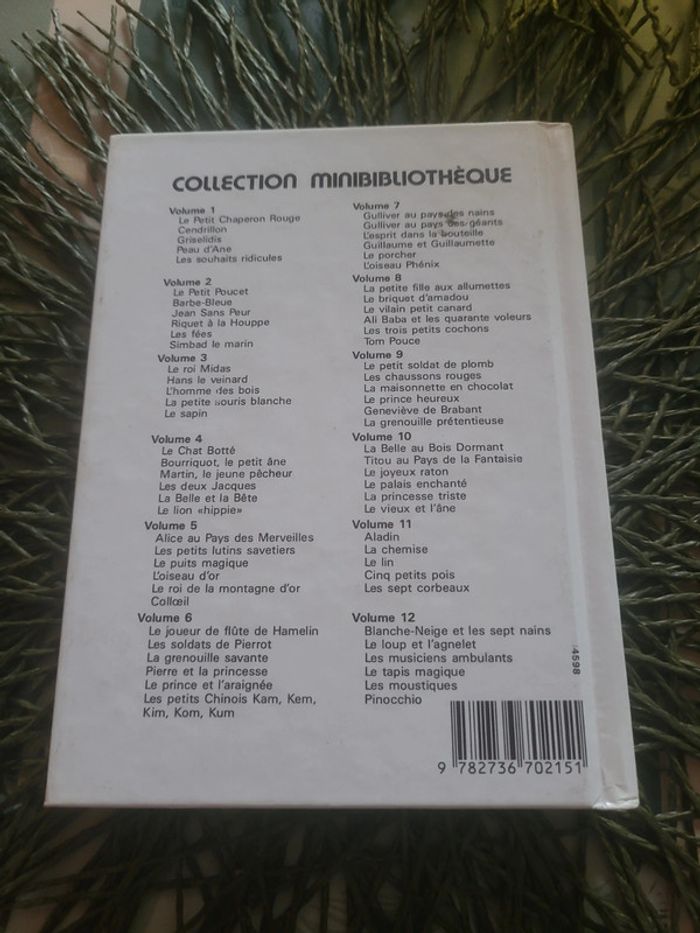 COLLECTION MINIBIBLIOTHÈQUE
Volume 1
Le Petit Chaperon Rouge
Cendrillon
Griselidis
Peau d'Ane
Les souhaits ridicules
Volume 2
Le Petit Poucet
Barbe-Bleue
Jean Sans Peur
Riquet à la Houppe
Les fées
Simbad le marin
Volume 3
Le roi Midas
Hans le veinard
L'homme des bois
La petite souris blanche
Le sapin
Volume 4
Le Chat Botté
Bourriquot, le petit âne
Martin, le jeune pêcheur
Les deux Jacques
La Belle et la Bête
Le lion «hippie»
Volume 5
Alice au Pays des Merveilles
Les petits lutins savetiers
Le puits magique
L'oiseau d'or
Le roi de la montagne d'or
Collœil
Volume 6
Le joueur de flûte de Hamelin
Les soldats de Pierrot
La grenouille savante
Pierre et la princesse
Le prince et l'araignée
Les petits Chinois Kam, Kem,
Kim, Kom, Kum
Volume 7
Gulliver au pays des nains
Gulliver au pays des géants
L'esprit dans la bouteille
Guillaume et Guillaumette
Le porcher
L'oiseau Phénix
Volume 8
La petite fille aux allumettes
Le briquet d'amadou
Le vilain petit canard
Ali Baba et les quarante voleurs
Les trois petits cochons
Tom Pouce
Volume 9
Le petit soldat de plomb
Les chaussons rouges
La maisonnette en chocolat
Le prince heureux
Geneviève de Brabant
La grenouille prétentieuse
Volume 10
La Belle au Bois Dormant
Titou au Pays de la Fantaisie
Le joyeux raton
Le palais enchanté
La princesse triste
Le vieux et l'âne
Volume 11
Aladin
La chemise
Le lin
Cinq petits pois
Les sept corbeaux
Volume 12
Blanche-Neige et les sept nains
Le loup et l'agnelet
Les musiciens ambulants
Le tapis magique
Les moustiques
Pinocchio
9 782736 702151